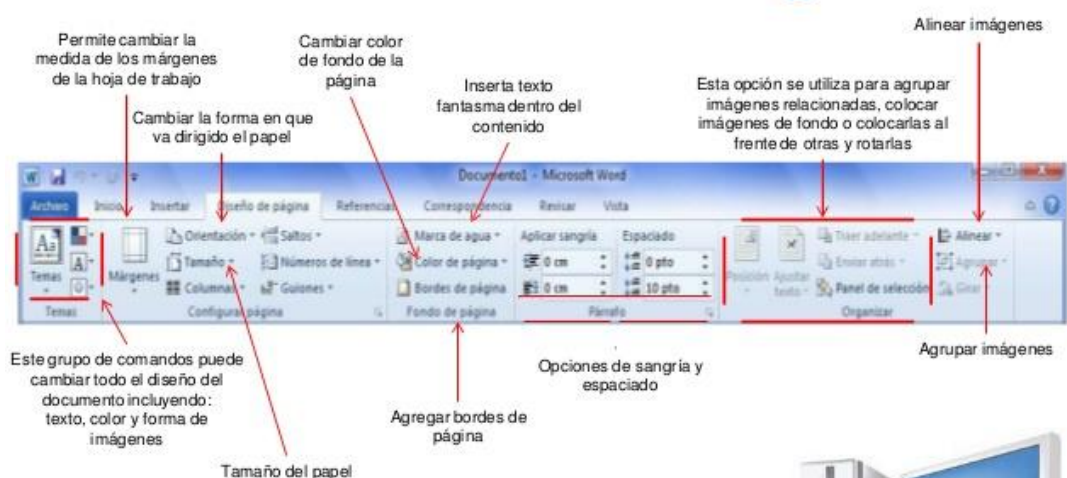 Alinear imágenes
Permite cambiar la
medida de los márgenes
de la hoja de trabajo
Cambiar color
de fondo de la
página
Inserta texto
fantasma dentro del
contenido
Esta opción se utiliza para agrupar
imágenes relacionadas, colocar
imágenes de fondo o colocarlas al
frente de otras y rotarlas
Cambiar la forma en que
va dirigido el papel
Documento1 - Microsoft Word
Archivo Inicio Insertar Diseño de página Referencias Correspondencia Revisar Vista
Orientación Saltos Marca de agua Aplicar sangría Espaciado Traer adelante Alinear
Tamaño Números de línea Color de página 0 cm 0 pto Enviar atrás Agrupar
Temas Márgenes Columnas Guiones Bordes de página 0 cm 10 pto Posición Ajustar texto Panel de selección Girar
Temas Configurar página Fondo de página Párrafo Organizar
Este grupo de comandos puede
cambiar todo el diseño del
documento incluyendo:
texto, color y forma de
imágenes
Opciones de sangría y
espaciado
Agrupar imágenes
Agregar bordes de
página
Tamaño del papel